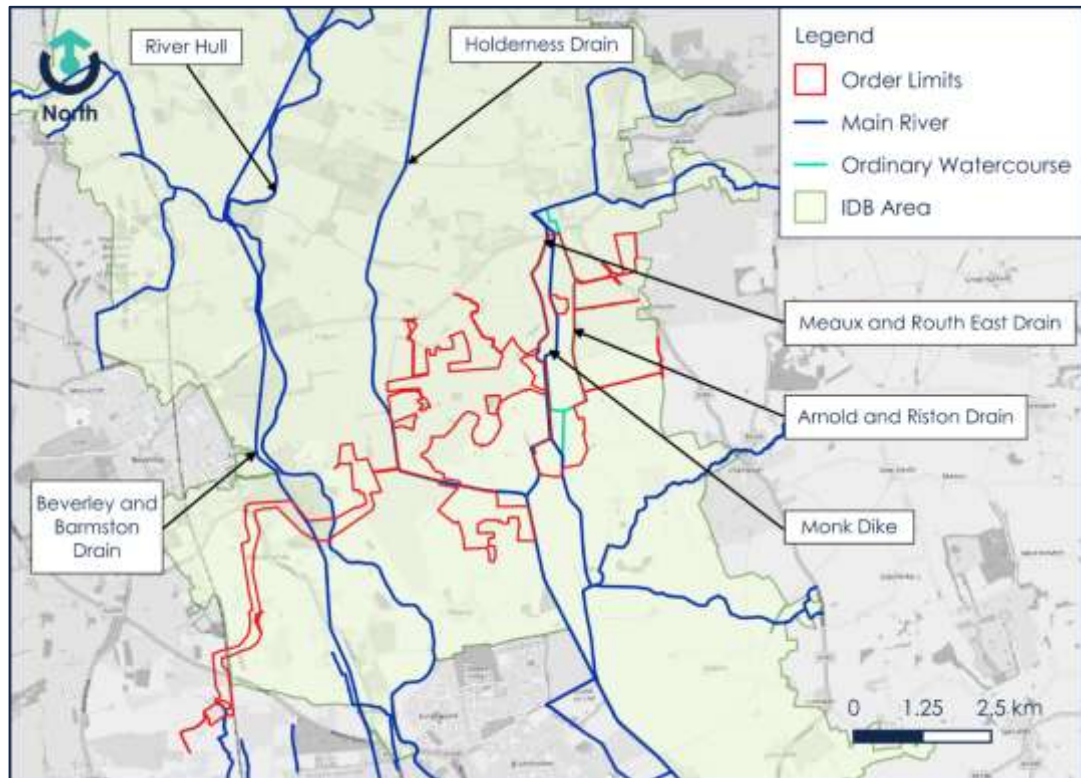 River Hull
Holderness Drain
North
Legend
Order Limits
Main River
Ordinary Watercourse
IDB Area
Meaux and Routh East Drain
Arnold and Riston Drain
Monk Dike
Beverley and
Barmston
Drain
0 1.25 2.5 km